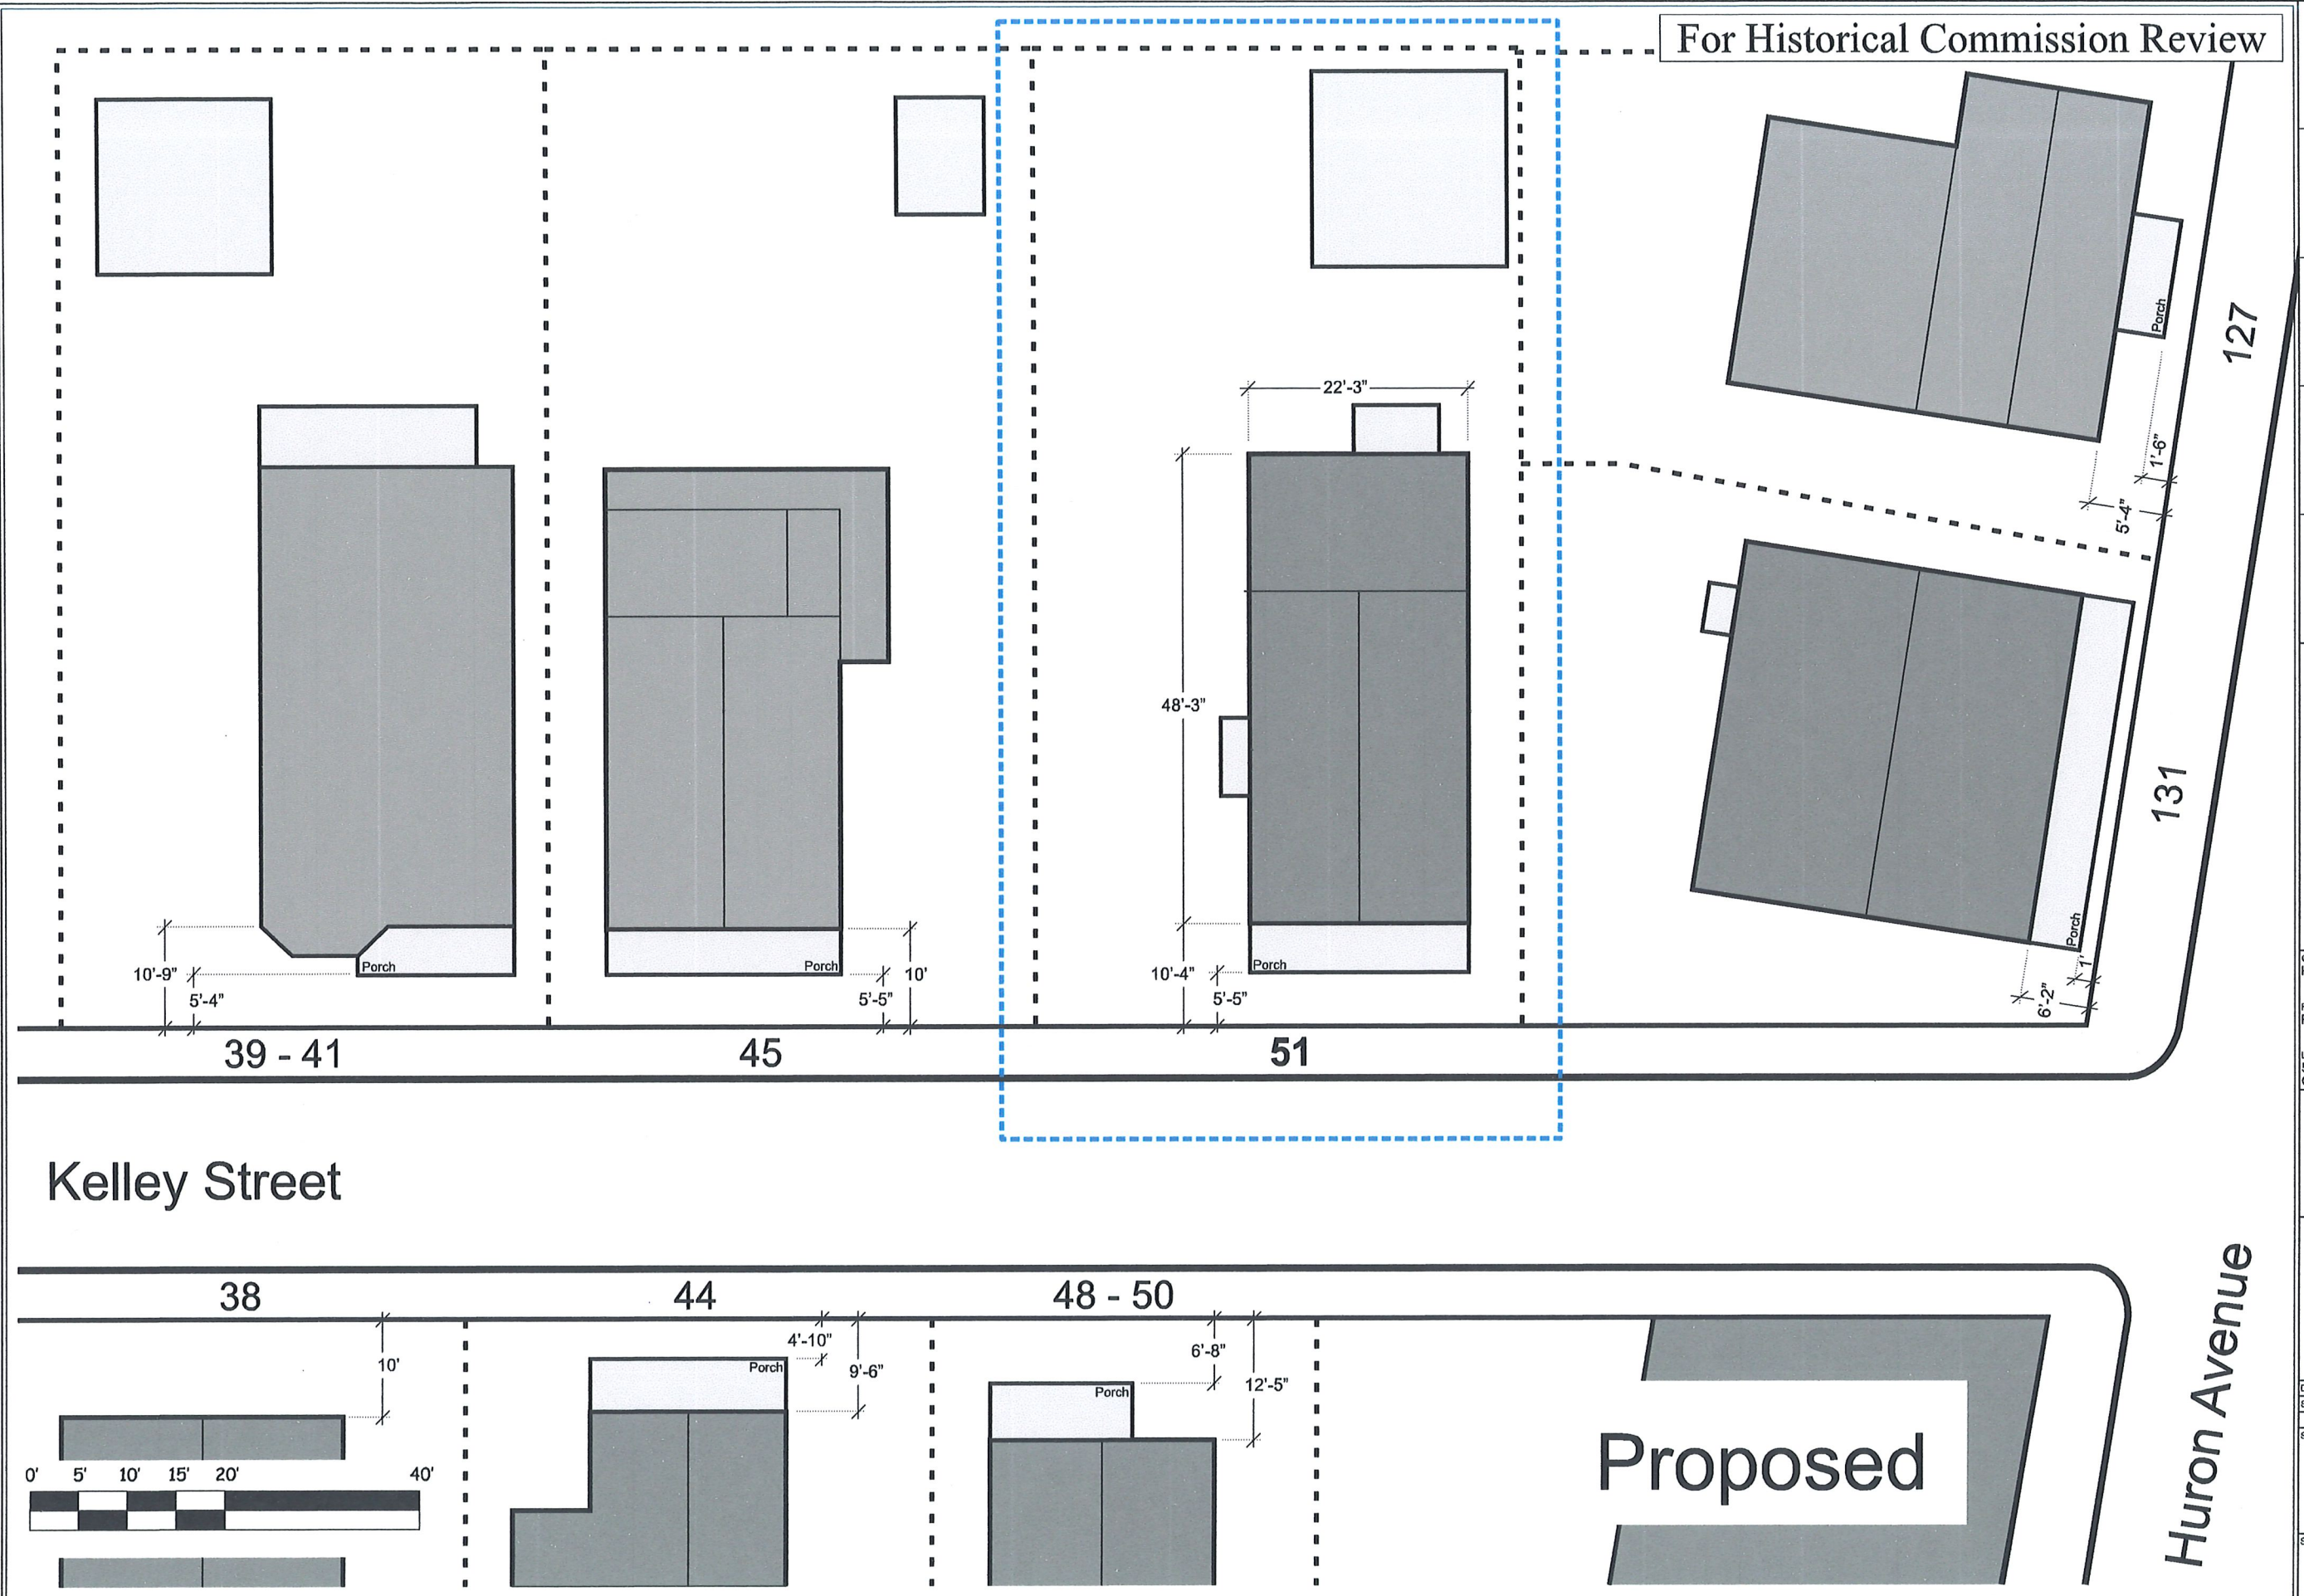 For Historical Commission Review
22'-3"
Porch
127
1'-6"
5'-4"
48'-3"
131
Porch
Porch
10'-9"
5'-4"
Porch
5'-5"
10'
10'-4"
Porch
5'-5"
1'
6'-2"
39 - 41
45
51
Kelley Street
38
44
48 - 50
10'
4'-10"
Porch
9'-6"
6'-8"
Porch
12'-5"
0' 5' 10' 15' 20' 40'
Proposed
Huron Avenue